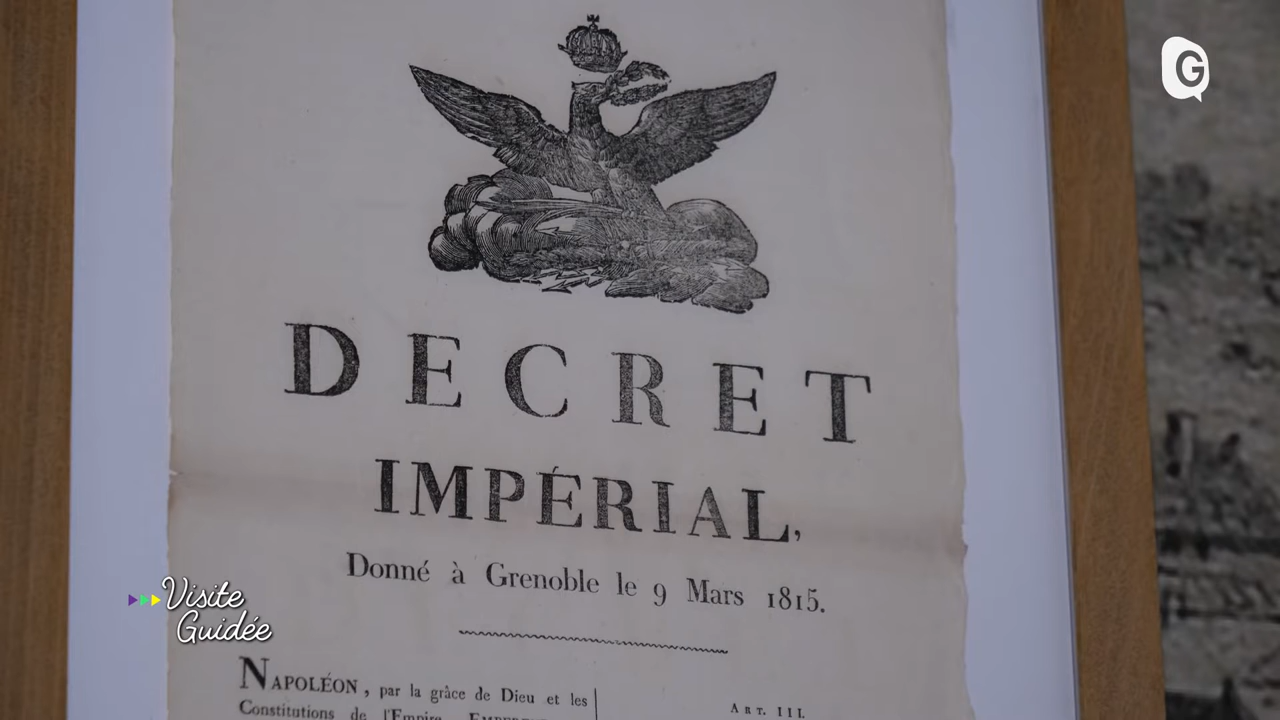 G
DECRET
IMPÉRIAL,
Donné à Grenoble le 9 Mars 1815.
Visite
Guidée
NAPOLÉON, par la grâce de Dieu et les
Constitutions de l'Empire,
ART. III.